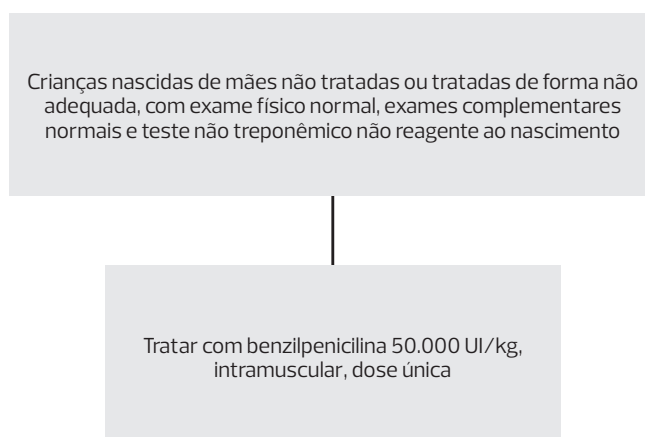 Crianças nascidas de mães não tratadas ou tratadas de forma não
adequada, com exame físico normal, exames complementares
normais e teste não treponêmico não reagente ao nascimento
Tratar com benzilpenicilina 50.000 UI/kg,
intramuscular, dose única